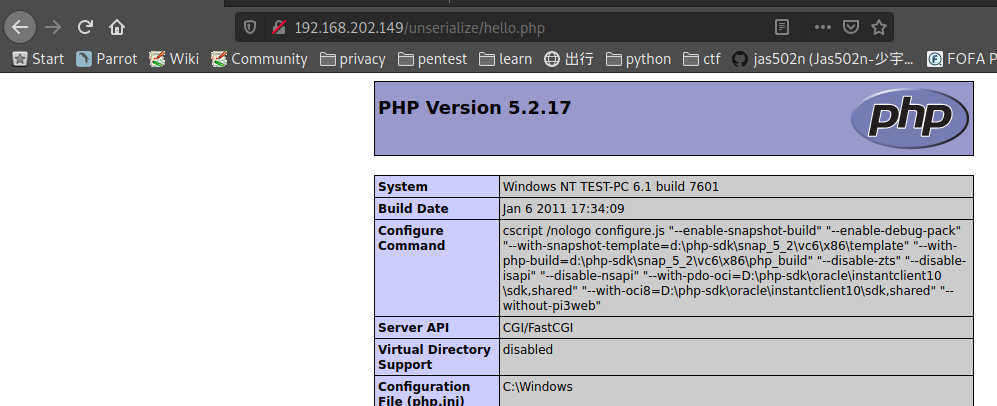 192.168.202.149/unserialize/hello.php
Start Parrot Wiki Community privacy pentest learn 出行 python ctf jas502n (Jas502n-少宇... FOFA P
PHP Version 5.2.17
php
System Windows NT TEST-PC 6.1 build 7601
Build Date Jan 6 2011 17:34:09
Configure Command cscript /nologo configure.js "--enable-snapshot-build" "--enable-debug-pack"
"--with-snapshot-template=d:\php-sdk\snap_5_2\vc6\x86\template" "--with-
php-build=d:\php-sdk\snap_5_2\vc6\x86\php_build" "--disable-zts" "--disable-
isapi" "--disable-nsapi" "--with-pdo-oci=D:\php-sdk\oracle\instantclient10
\sdk,shared" "--with-oci8=D:\php-sdk\oracle\instantclient10\sdk,shared" "--
without-pi3web"
Server API CGI/FastCGI
Virtual Directory Support disabled
Configuration File (php.ini) C:\Windows